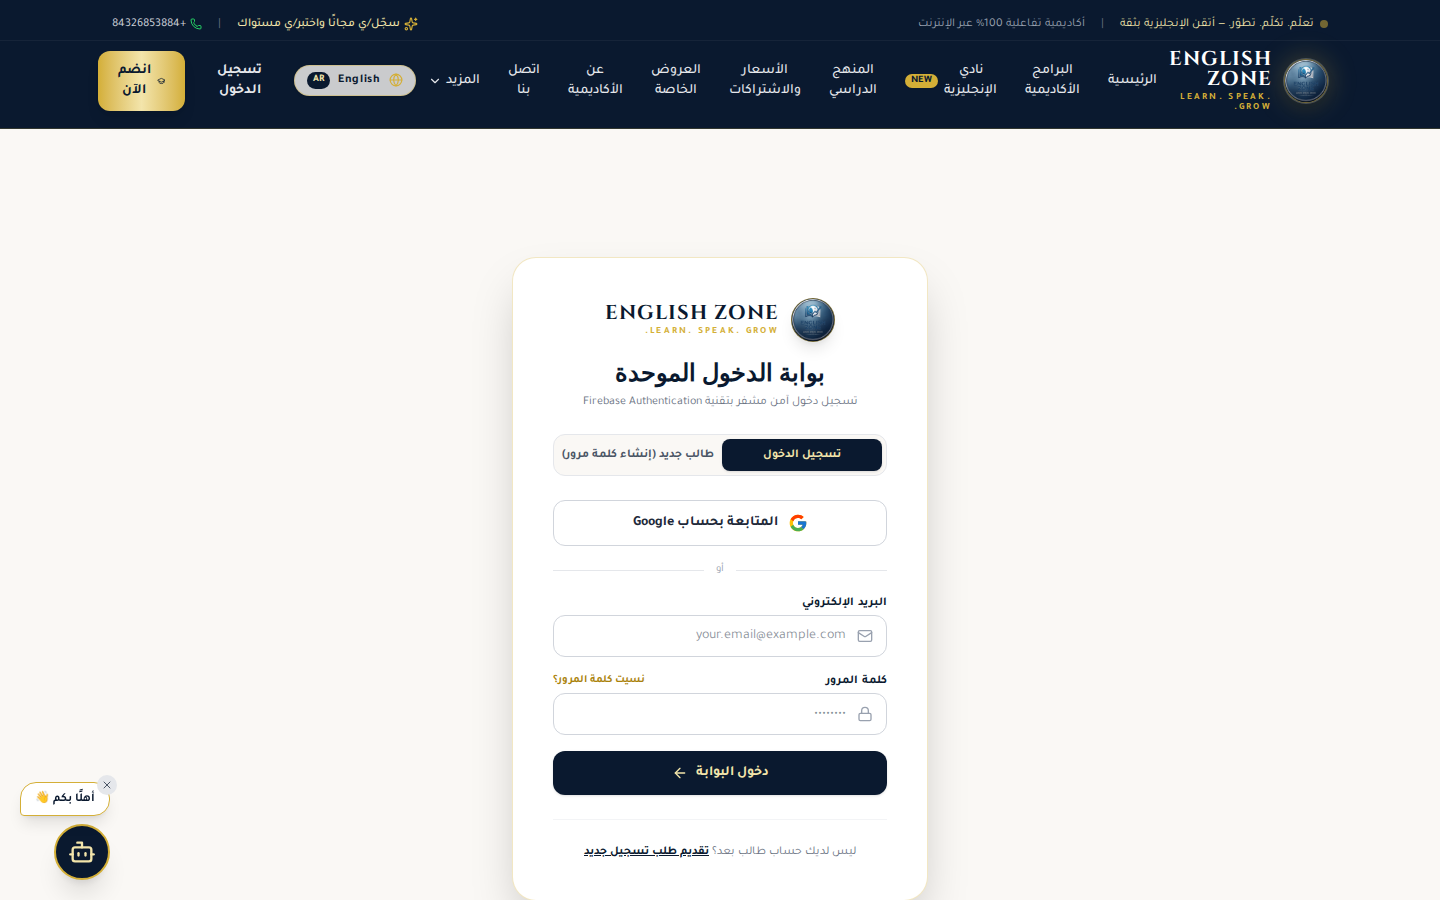 تعلّم. تكلّم. تطوّر. — أتقن الإنجليزية بثقة
|
أكاديمية تفاعلية 100% عبر الإنترنت
سجّل/ي مجانًا واختبر/ي مستواك
|
+84326853884
ENGLISH
ZONE
LEARN. SPEAK.
GROW.
الرئيسية
البرامج
الأكاديمية
نادي
الإنجليزية
NEW
المنهج
الدراسي
الأسعار
والاشتراكات
العروض
الخاصة
عن
الأكاديمية
اتصل
بنا
المزيد
English
AR
تسجيل
الدخول
انضم
الآن
ENGLISH ZONE
LEARN. SPEAK. GROW.
بوابة الدخول الموحدة
تسجيل دخول آمن مشفر بتقنية Firebase Authentication
تسجيل الدخول
طالب جديد (إنشاء كلمة مرور)
المتابعة بحساب Google
أو
البريد الإلكتروني
your.email@example.com
كلمة المرور
نسيت كلمة المرور؟
••••••••
دخول البوابة
ليس لديك حساب طالب بعد؟ تقديم طلب تسجيل جديد
أهلًا بكم 👋